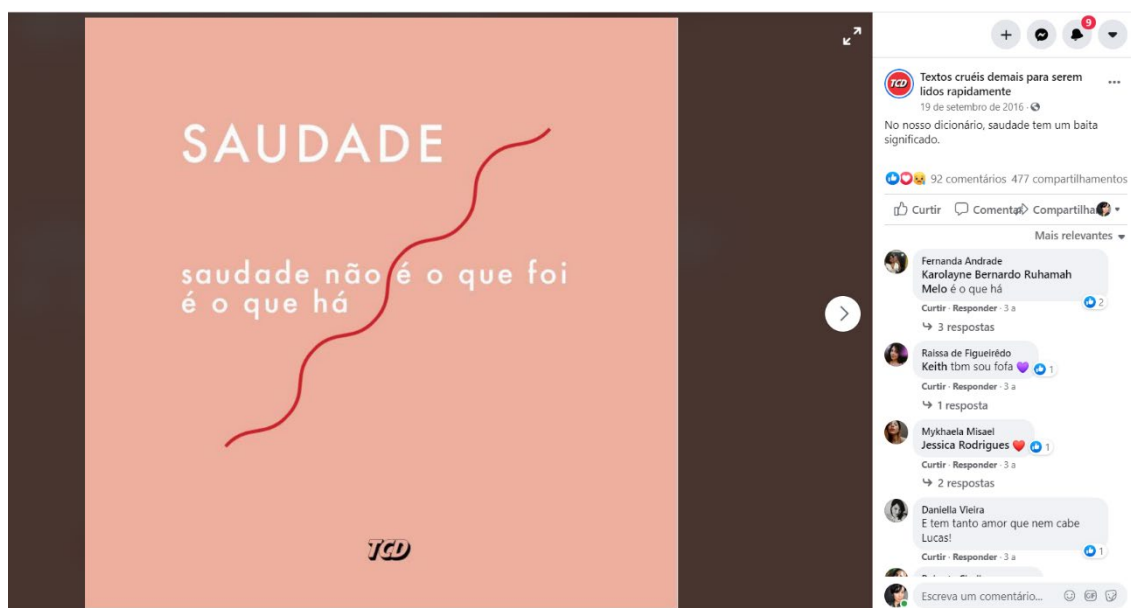 SAUDADE
saudade não é o que foi
é o que há
TCD
9
TCD
Textos cruéis demais para serem
lidos rapidamente
19 de setembro de 2016 ·
No nosso dicionário, saudade tem um baita
significado.
92 comentários 477 compartilhamentos
Curtir Comentar Compartilha
Mais relevantes
Fernanda Andrade
Karolayne Bernardo Ruhamah
Melo é o que há
2
Curtir · Responder · 3 a
3 respostas
Raissa de Figueirêdo
Keith tbm sou fofa 💜 1
Curtir · Responder · 3 a
1 resposta
Mykhaela Misael
Jessica Rodrigues ❤️ 1
Curtir · Responder · 3 a
2 respostas
Daniella Vieira
E tem tanto amor que nem cabe
Lucas!
1
Curtir · Responder · 3 a
Escreva um comentário...
GIF